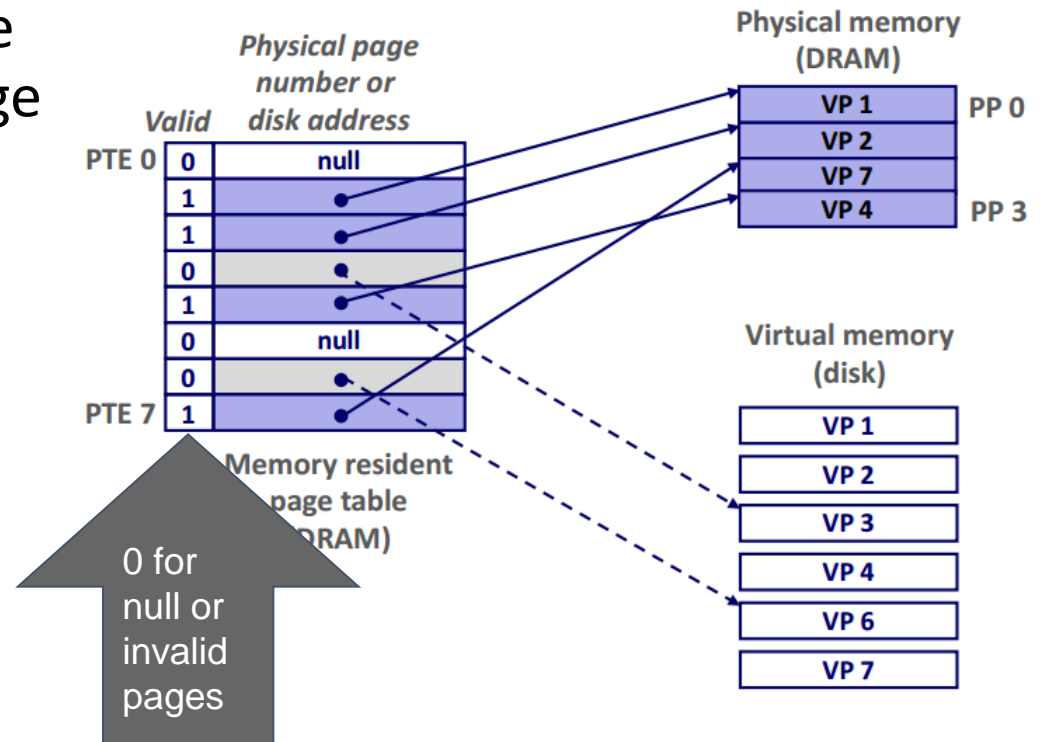 e
ge
Physical page
number or
disk address
Valid
PTE 0
0
null
1
1
0
1
0
null
0
PTE 7
1
Memory resident
page table
DRAM)
0 for
null or
invalid
pages
Physical memory
(DRAM)
VP 1
PP 0
VP 2
VP 7
VP 4
PP 3
Virtual memory
(disk)
VP 1
VP 2
VP 3
VP 4
VP 6
VP 7